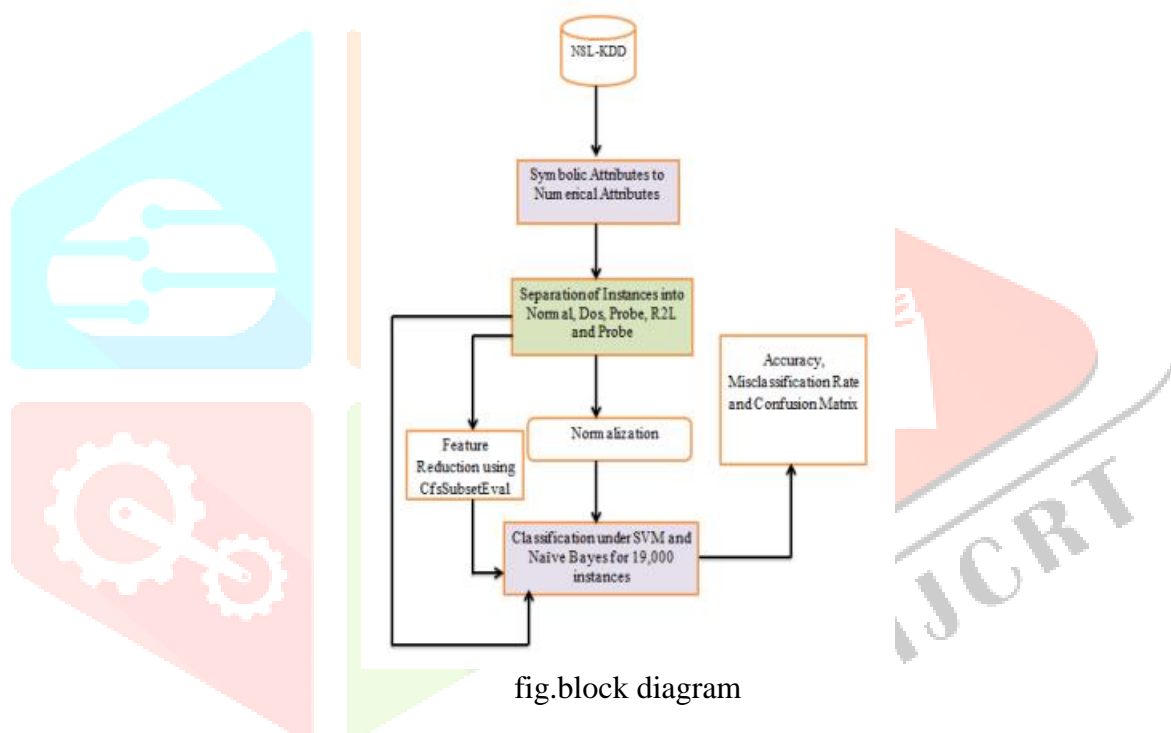 NSL-KDD
Symbolic Attributes to
Numerical Attributes
Separation of Instances into
Normal, Dos, Probe, R2L
and Probe
Accuracy,
Misclassification Rate
and Confusion Matrix
Normalization
Feature
Reduction using
CfsSubsetEval
Classification under SVM and
Naïve Bayes for 19,000
instances
IJCRT
fig.block diagram